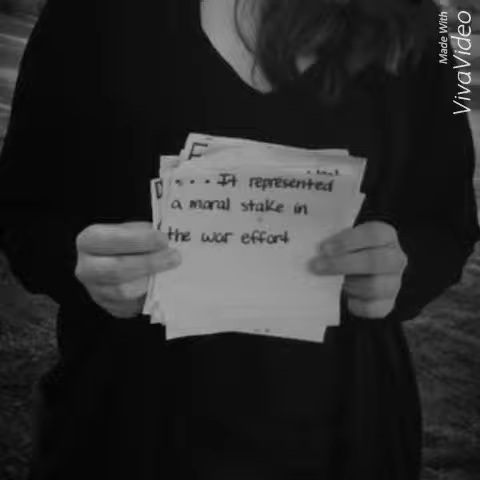 Made With
VivaVideo
... It represented
a moral stake in
the war effort